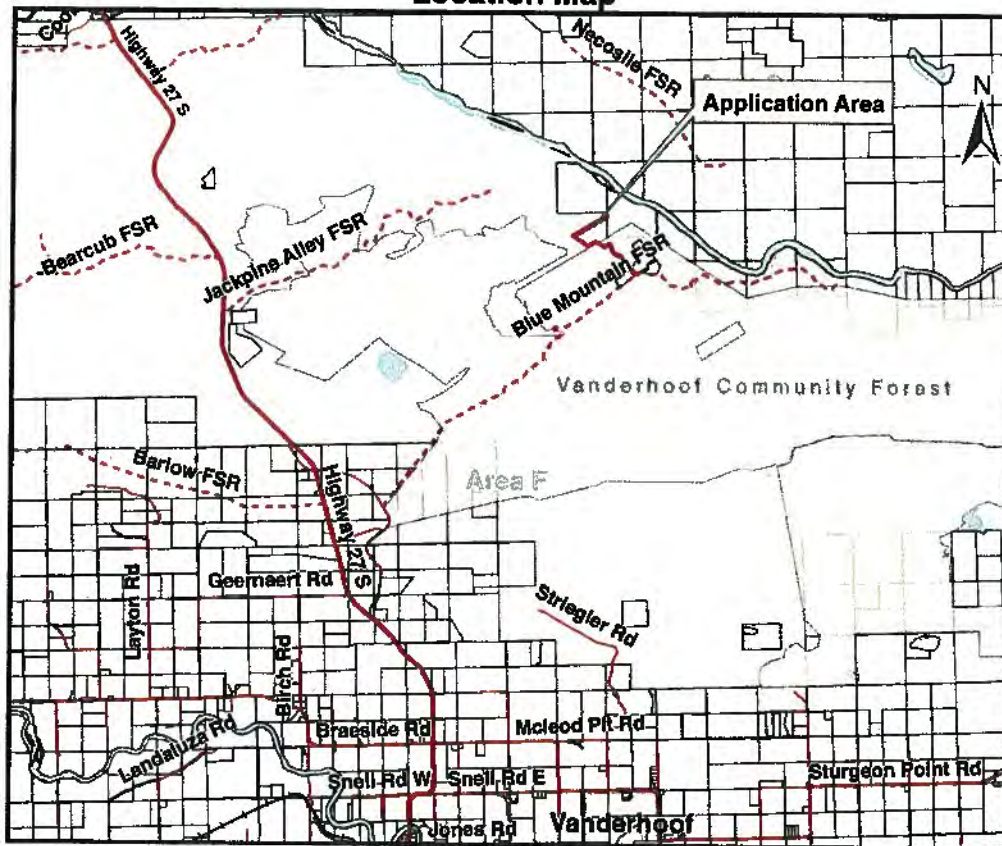 Location Map
Highway 27 S
Necoslie FSR
Application Area
N
Bearcub FSR
Jackpine Alley FSR
Blue Mountain FSR
Vanderhoof Community Forest
Barlow FSR
Highway 27 S
Area F
Geernaert Rd
Layton Rd
Striegler Rd
Birch Rd
Landaluza Rd
Braeside Rd
Mcleod Pit Rd
Snell Rd W
Snell Rd E
Sturgeon Point Rd
Jones Rd
Vanderhoof